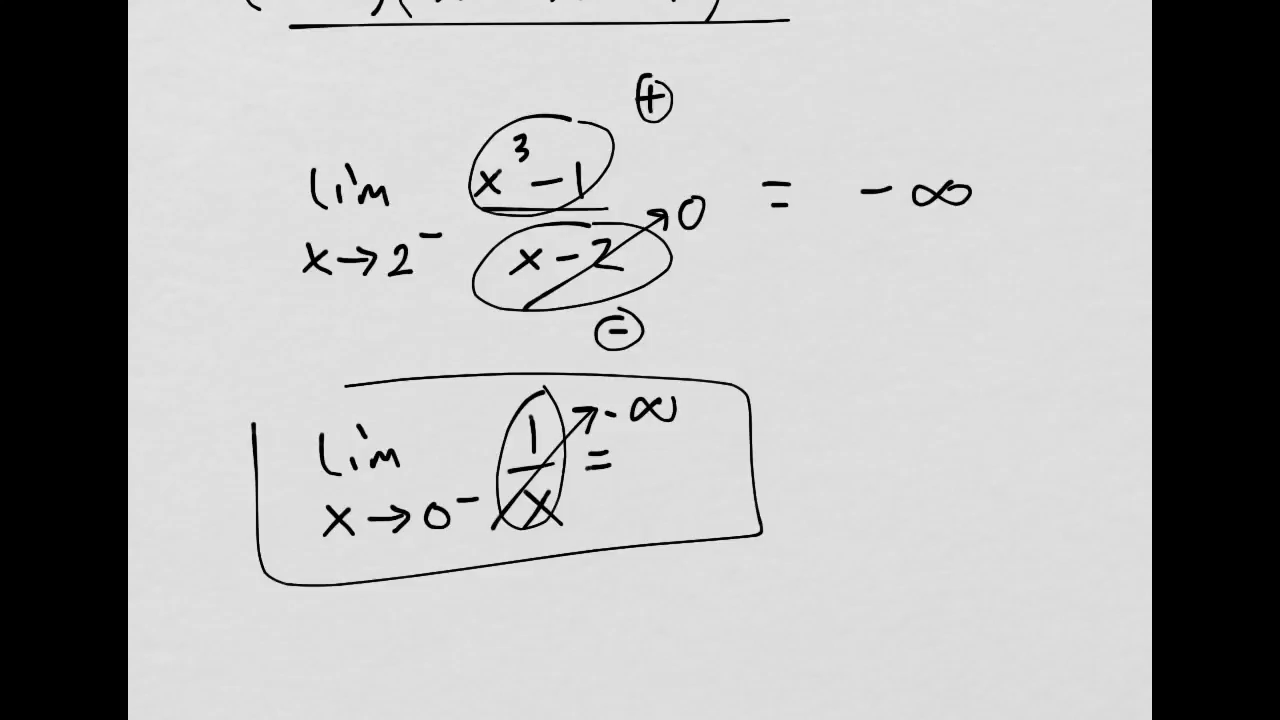 ⊕
lim x→2⁻ (x³ − 1)/(x − 2) → 0 = − ∞
⊖
lim x→0⁻ 1/x → - ∞ =